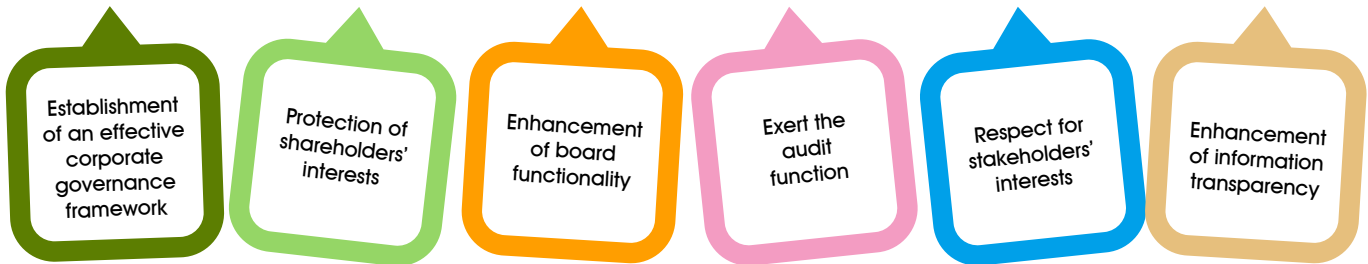 Establishment
of an effective
corporate
governance
framework
Protection of
shareholders'
interests
Enhancement
of board
functionality
Exert the
audit
function
Respect for
stakeholders'
interests
Enhancement
of information
transparency